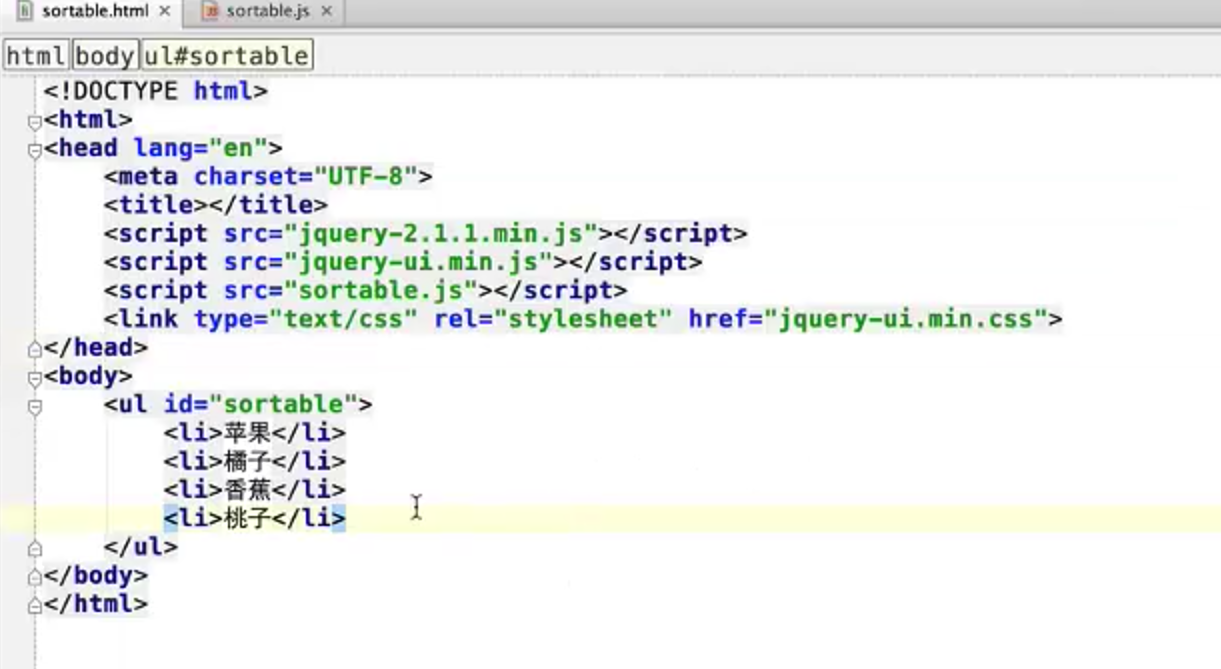 sortable.html × sortable.js ×
html body ul#sortable
<!DOCTYPE html>
<html>
<head lang="en">
    <meta charset="UTF-8">
    <title></title>
    <script src="jquery-2.1.1.min.js"></script>
    <script src="jquery-ui.min.js"></script>
    <script src="sortable.js"></script>
    <link type="text/css" rel="stylesheet" href="jquery-ui.min.css">
</head>
<body>
    <ul id="sortable">
        <li>苹果</li>
        <li>橘子</li>
        <li>香蕉</li>
        <li>桃子</li>
    </ul>
</body>
</html>